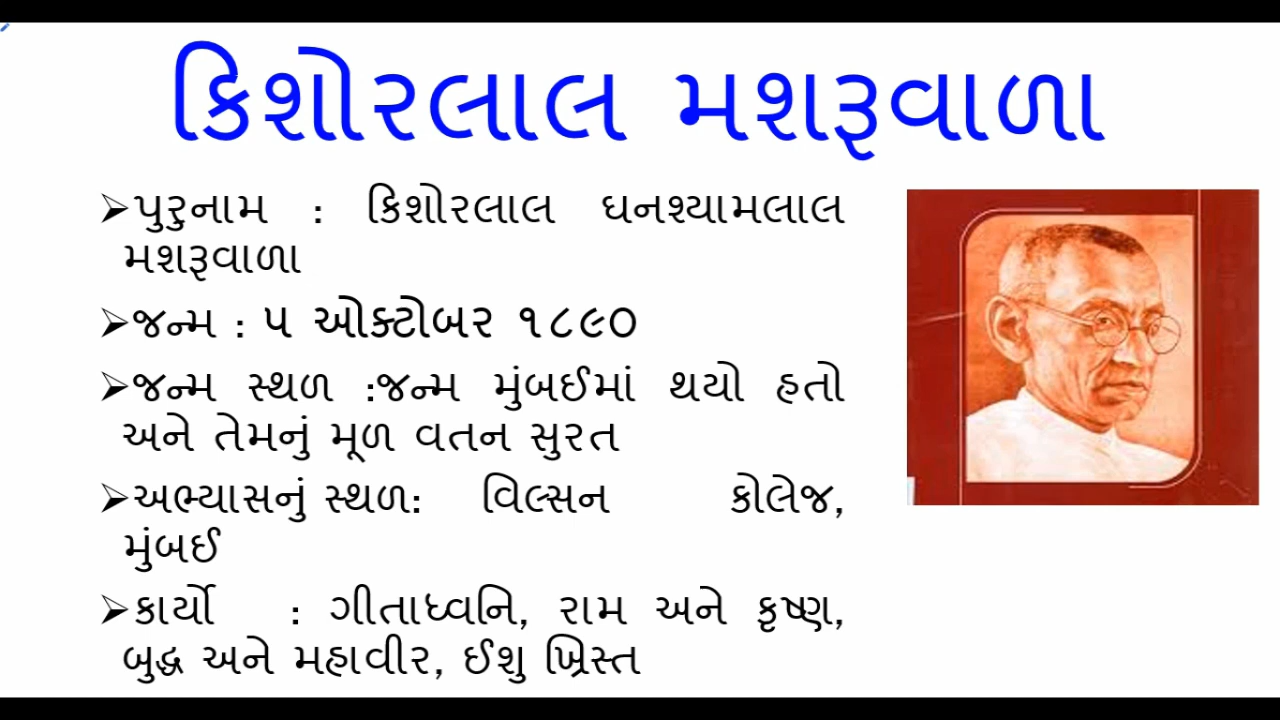 કિશોરલાલ મશરૂવાળા
➢પુરુનામ : કિશોરલાલ ઘનશ્યામલાલ
મશરૂવાળા
➢જન્મ : ૫ ઓક્ટોબર ૧૮૯૦
➢જન્મ સ્થળ :જન્મ મુંબઈમાં થયો હતો
અને તેમનું મૂળ વતન સુરત
➢અભ્યાસનું સ્થળ: વિલ્સન કોલેજ,
મુંબઈ
➢કાર્યો : ગીતાધ્વનિ, રામ અને કૃષ્ણ,
બુદ્ધ અને મહાવીર, ઈશુ ખ્રિસ્ત